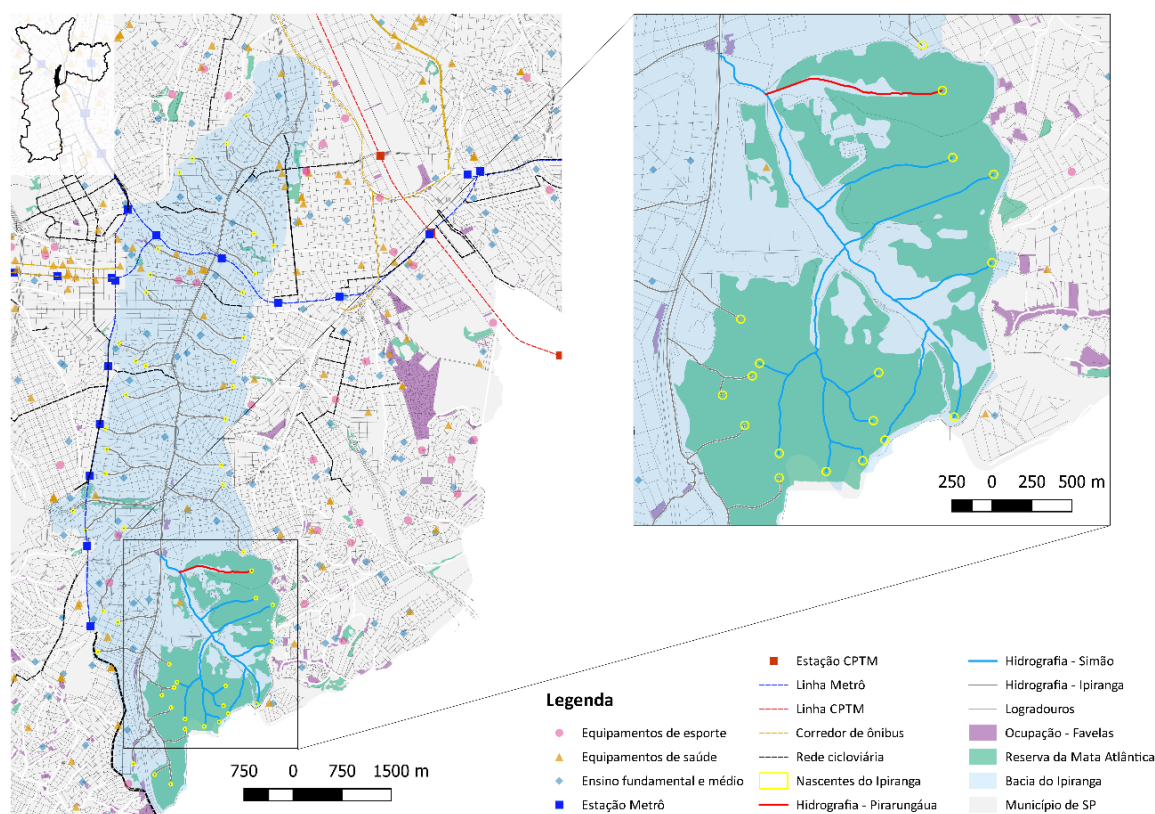 250 0 250 500 m
750 0 750 1500 m
Legenda
Equipamentos de esporte
Equipamentos de saúde
Ensino fundamental e médio
Estação Metrô
Estação CPTM
Linha Metrô
Linha CPTM
Corredor de ônibus
Rede cicloviária
Nascentes do Ipiranga
Hidrografia - Pirarungáua
Hidrografia - Simão
Hidrografia - Ipiranga
Logradouros
Ocupação - Favelas
Reserva da Mata Atlântica
Bacia do Ipiranga
Município de SP